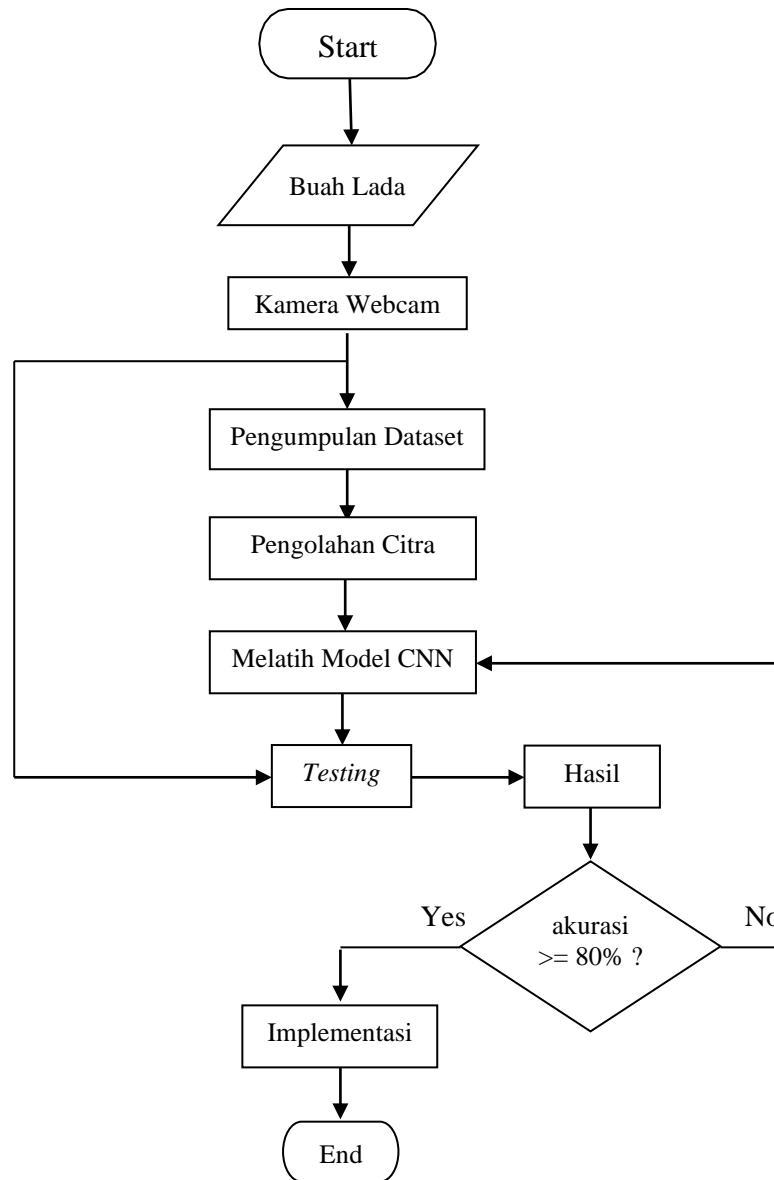 Start
Buah Lada
Kamera Webcam
Pengumpulan Dataset
Pengolahan Citra
Melatih Model CNN
Testing
Hasil
Yes
akurasi
>= 80% ?
No
Implementasi
End